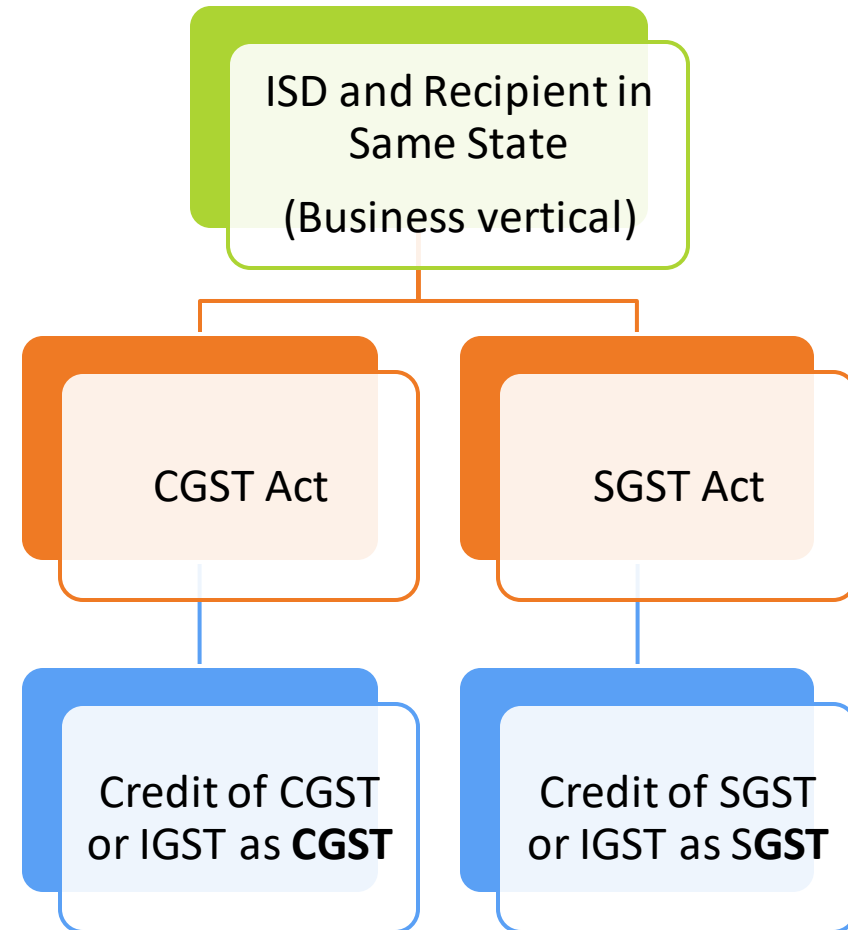 ISD and Recipient in
Same State
(Business vertical)
CGST Act
SGST Act
Credit of CGST
or IGST as CGST
Credit of SGST
or IGST as SGST